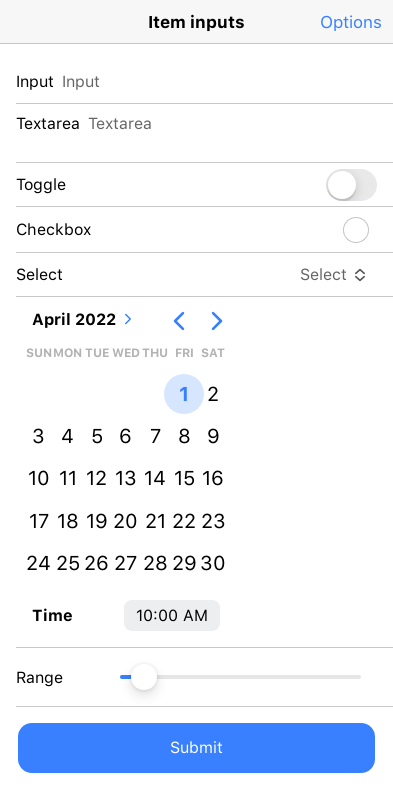 Item inputs Options
Input Input
Textarea Textarea
Toggle
Checkbox
Select Select
April 2022
SUN MON TUE WED THU FRI SAT
1 2
3 4 5 6 7 8 9
10 11 12 13 14 15 16
17 18 19 20 21 22 23
24 25 26 27 28 29 30
Time 10:00 AM
Range
Submit